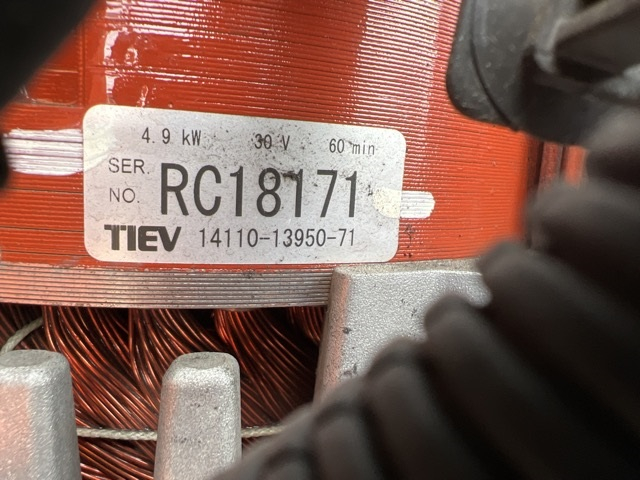 4.9 kW 30 V 60 min
SER. NO. RC18171
TIEV 14110-13950-71